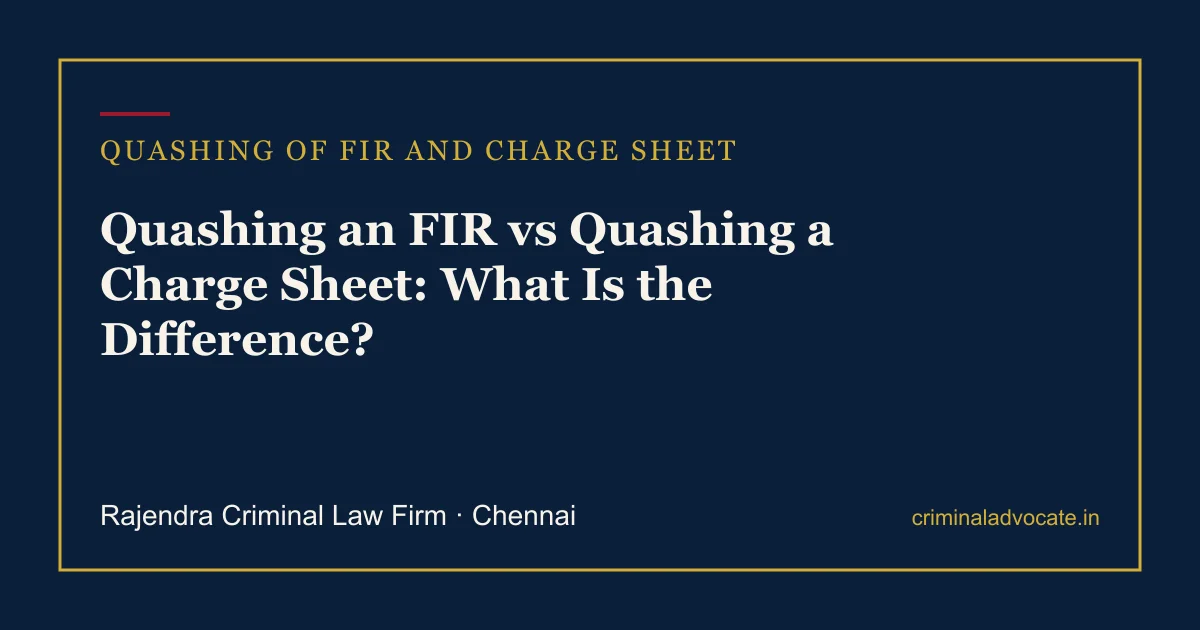 QUASHING OF FIR AND CHARGE SHEET
Quashing an FIR vs Quashing a
Charge Sheet: What Is the
Difference?
Rajendra Criminal Law Firm · Chennai
criminaladvocate.in